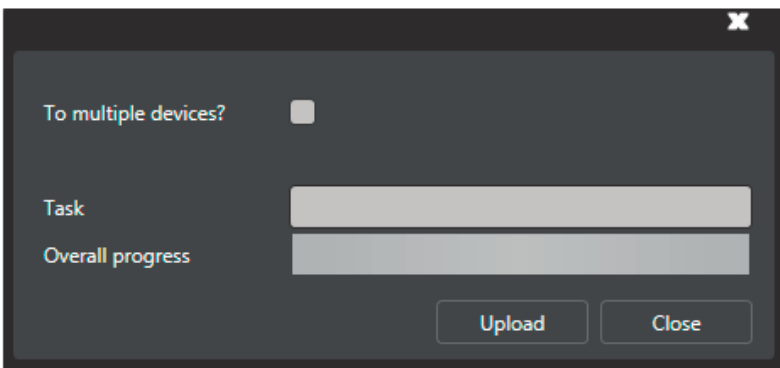 To multiple devices?
Task
Overall progress
Upload Close